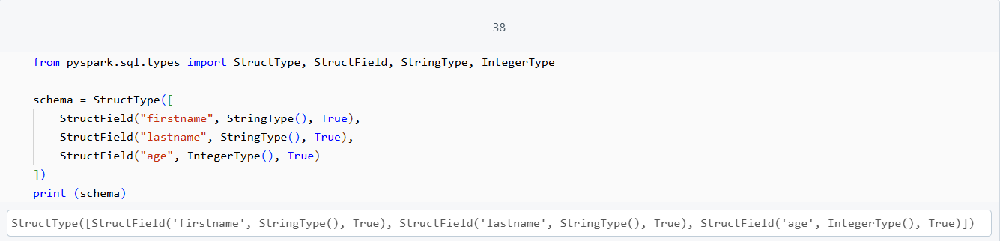 38
from pyspark.sql.types import StructType, StructField, StringType, IntegerType
schema = StructType([
    StructField("firstname", StringType(), True),
    StructField("lastname", StringType(), True),
    StructField("age", IntegerType(), True)
])
print (schema)
StructType([StructField('firstname', StringType(), True), StructField('lastname', StringType(), True), StructField('age', IntegerType(), True)])